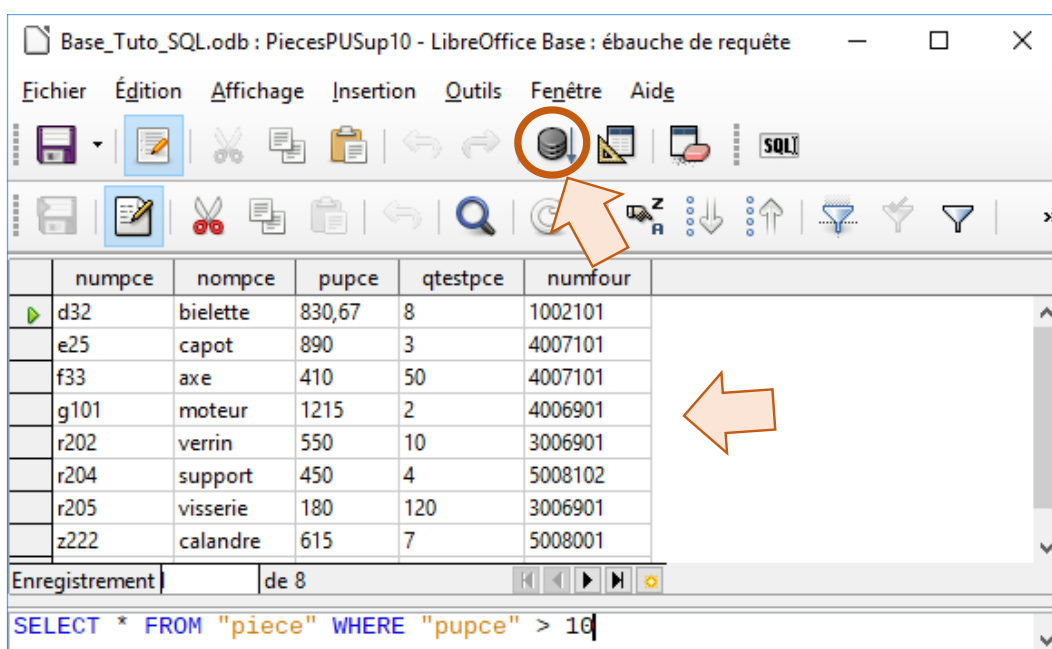 Base_Tuto_SQL.odb : PiecesPUSup10 - LibreOffice Base : ébauche de requête
Fichier Édition Affichage Insertion Outils Fenêtre Aide
SQL
Z
A
numpce nompce pupce qtestpce numfour
d32 bielette 830,67 8 1002101
e25 capot 890 3 4007101
f33 axe 410 50 4007101
g101 moteur 1215 2 4006901
r202 verrin 550 10 3006901
r204 support 450 4 5008102
r205 visserie 180 120 3006901
z222 calandre 615 7 5008001
Enregistrement de 8
SELECT * FROM "piece" WHERE "pupce" > 10